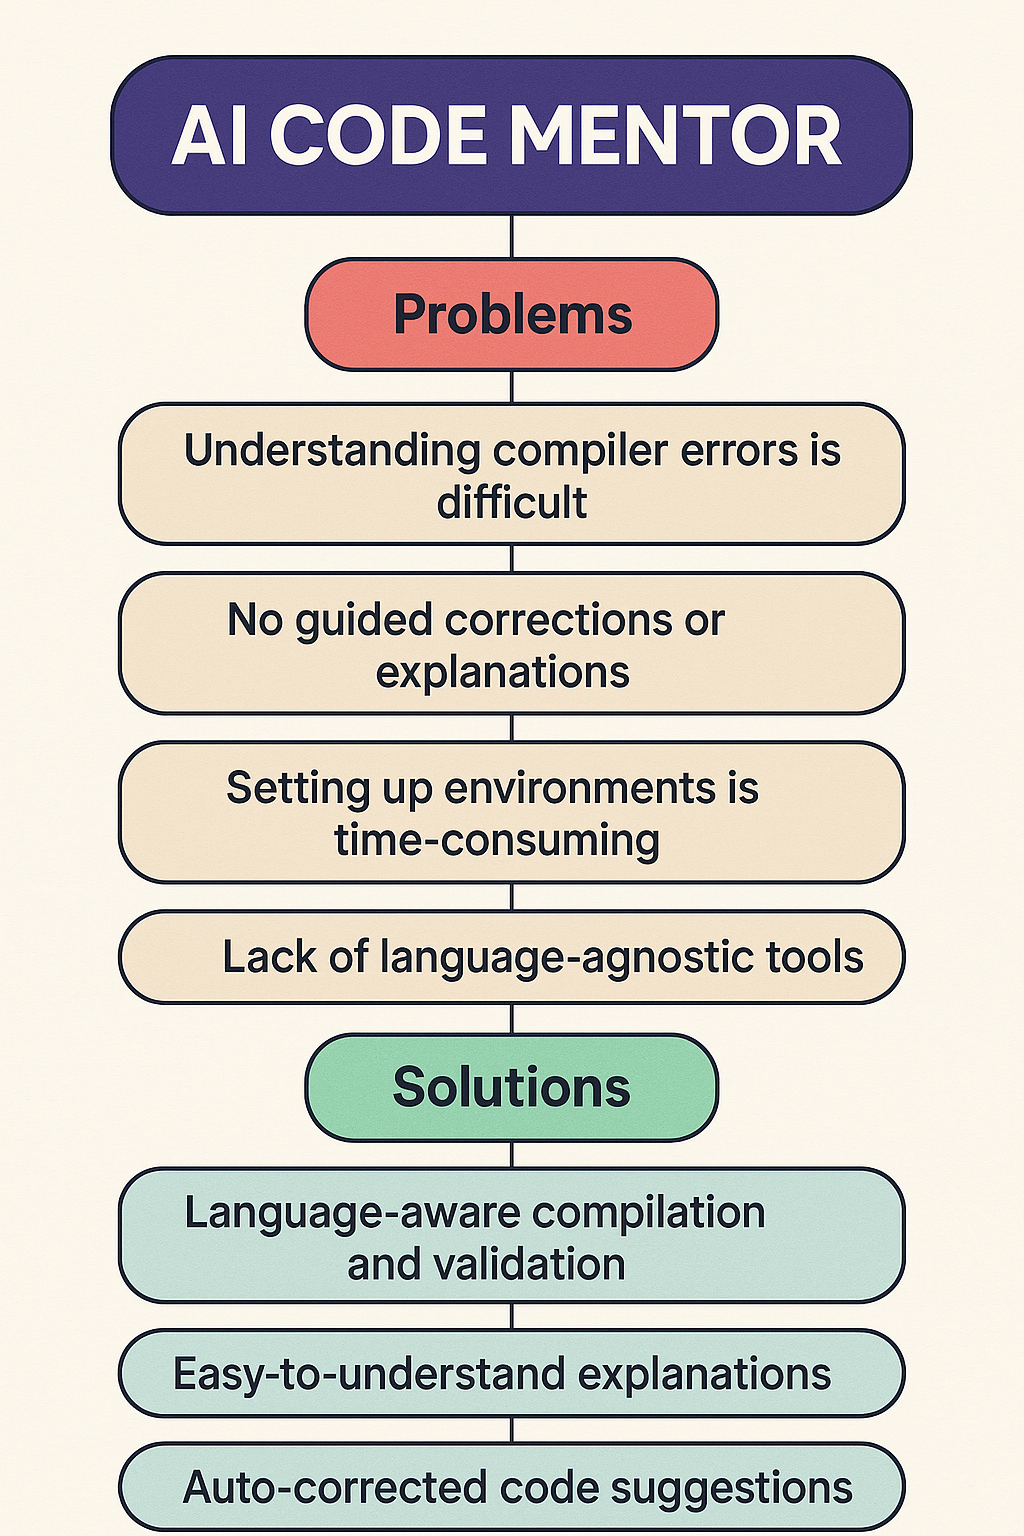 AI CODE MENTOR
Problems
Understanding compiler errors is
difficult
No guided corrections or
explanations
Setting up environments is
time-consuming
Lack of language-agnostic tools
Solutions
Language-aware compilation
and validation
Easy-to-understand explanations
Auto-corrected code suggestions